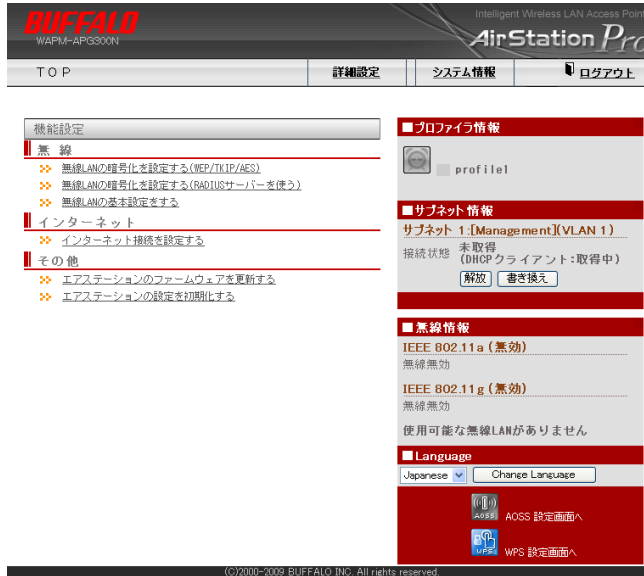 BUFFALO
WAPM-APG300N
Intelligent Wireless LAN Access Poin
AirStation Pro
TOP
詳細設定
システム情報
ログアウト
機能設定
無 線
無線LANの暗号化を設定する(WEP/TKIP/AES)
無線LANの暗号化を設定する(RADIUSサーバーを使う)
無線LANの基本設定をする
インターネット
インターネット接続を設定する
その他
エアステーションのファームウェアを更新する
エアステーションの設定を初期化する
■プロファイラ情報
profile1
■サブネット情報
サブネット 1:[Management](VLAN 1)
接続状態 未取得
(DHCPクライアント:取得中)
解放 書き換え
■無線情報
IEEE 802.11a (無効)
無線無効
IEEE 802.11g (無効)
無線無効
使用可能な無線LANがありません
■Language
Japanese Change Language
AOSS AOSS 設定画面へ
WPS WPS 設定画面へ
(C)2000-2009 BUFFALO INC. All rights reserved.